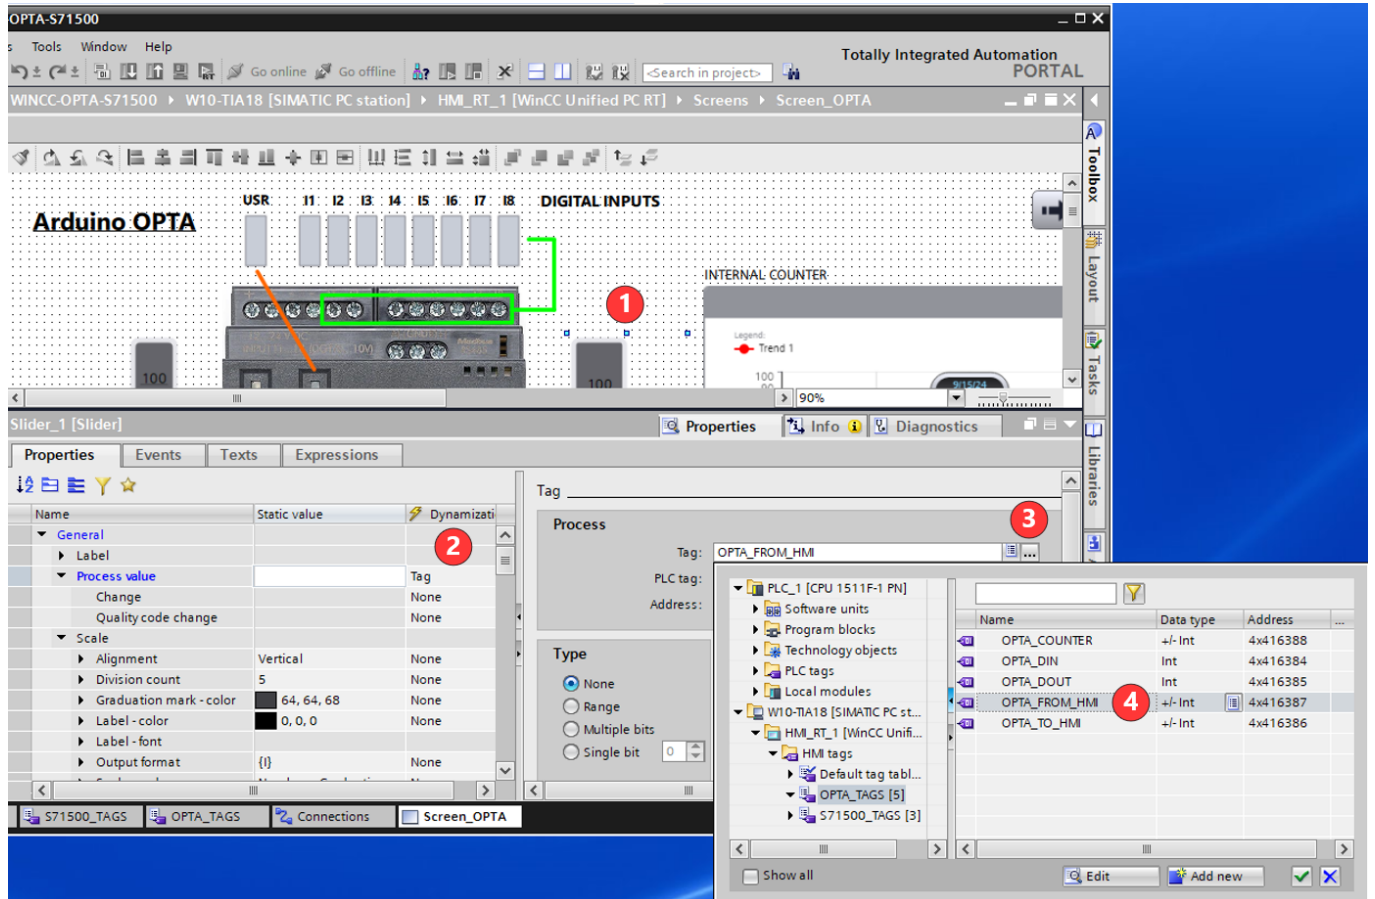 OPTA-S71500
s Tools Window Help
Totally Integrated Automation
PORTAL
Go online Go offline <Search in project>
WINCC-OPTA-S71500 W10-TIA18 [SIMATIC PC station] HMI_RT_1 [WinCC Unified PC RT] Screens Screen_OPTA
Toolbox
Layout
Tasks
Libraries
USR I1 I2 I3 I4 I5 I6 I7 I8 DIGITAL INPUTS
Arduino OPTA
INTERNAL COUNTER
1
Legend:
Trend 1
100
100
100
9/15/24
90%
Slider_1 [Slider]
Properties Info Diagnostics
Properties Events Texts Expressions
Name Static value Dynamizati
2
General
Label
Process value Tag
Change None
Quality code change None
Scale
Alignment Vertical None
Division count 5 None
Graduation mark - color 64, 64, 68 None
Label - color 0, 0, 0 None
Label - font
Output format {I} None
Tag
Process
3
Tag: OPTA_FROM_HMI ...
PLC tag:
Address:
Type
None
Range
Multiple bits
Single bit 0
PLC_1 [CPU 1511F-1 PN]
Software units
Program blocks
Technology objects
PLC tags
Local modules
W10-TIA18 [SIMATIC PC st...
HMI_RT_1 [WinCC Unifi...
HMI tags
Default tag tabl...
OPTA_TAGS [5]
S71500_TAGS [3]
Name Data type Address ...
OPTA_COUNTER +/- Int 4x416388
OPTA_DIN Int 4x416384
OPTA_DOUT Int 4x416385
OPTA_FROM_HMI 4 +/- Int 4x416387
OPTA_TO_HMI +/- Int 4x416386
Show all Edit Add new
S71500_TAGS OPTA_TAGS Connections Screen_OPTA